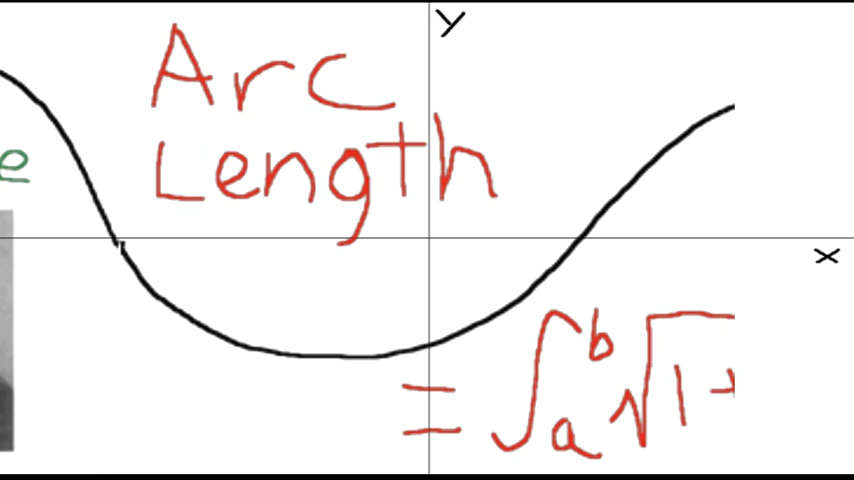 y
Arc
Length
e
x
= ∫ₐᵇ √1+